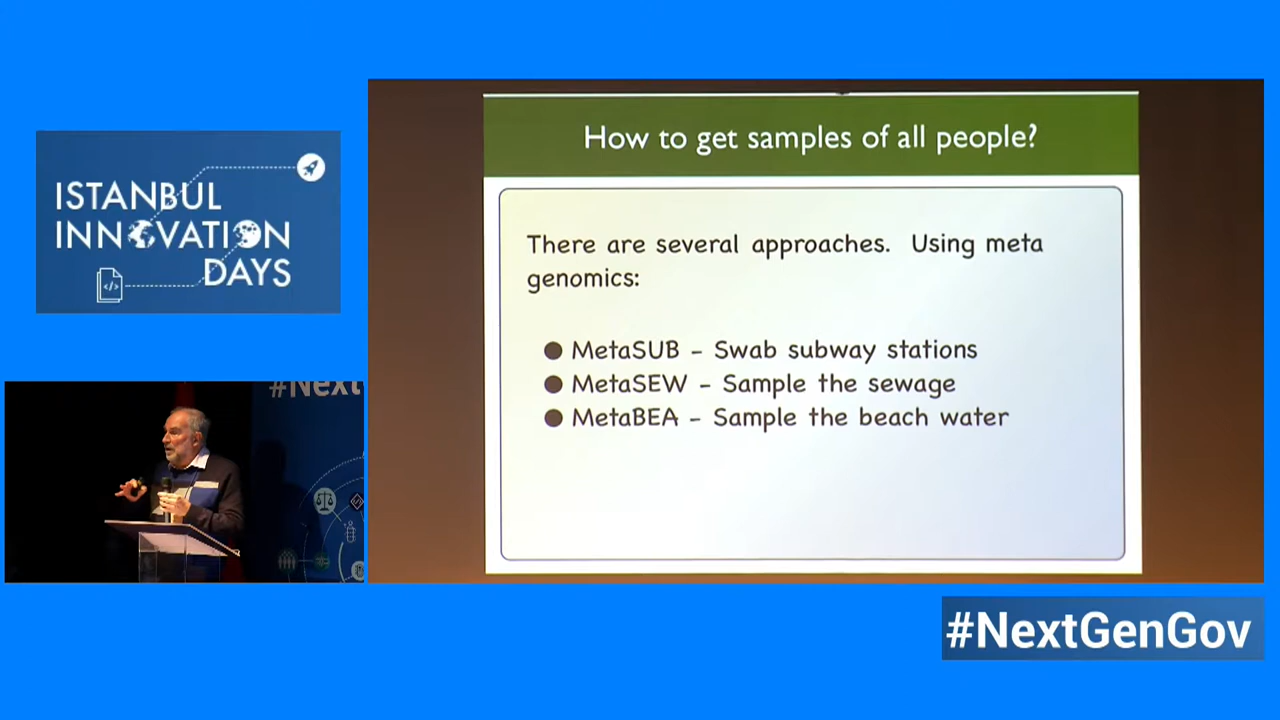 ISTANBUL
INNOVATION
DAYS
#Next
How to get samples of all people?
There are several approaches. Using meta
genomics:
● MetaSUB - Swab subway stations
● MetaSEW - Sample the sewage
● MetaBEA - Sample the beach water
#NextGenGov